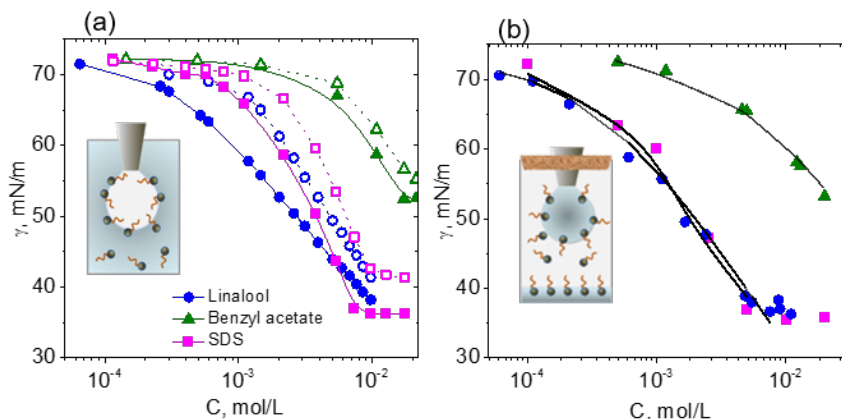 (a)
γ, mN/m
70
60
50
40
30
Linalool
Benzyl acetate
SDS
10⁻⁴
10⁻³
10⁻²
C, mol/L
(b)
γ, mN/m
70
60
50
40
30
10⁻⁴
10⁻³
10⁻²
C, mol/L